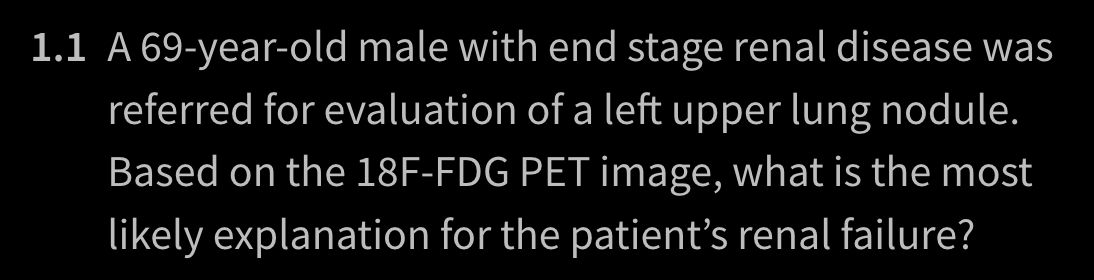 1.1 A 69-year-old male with end stage renal disease was
referred for evaluation of a left upper lung nodule.
Based on the 18F-FDG PET image, what is the most
likely explanation for the patient’s renal failure?